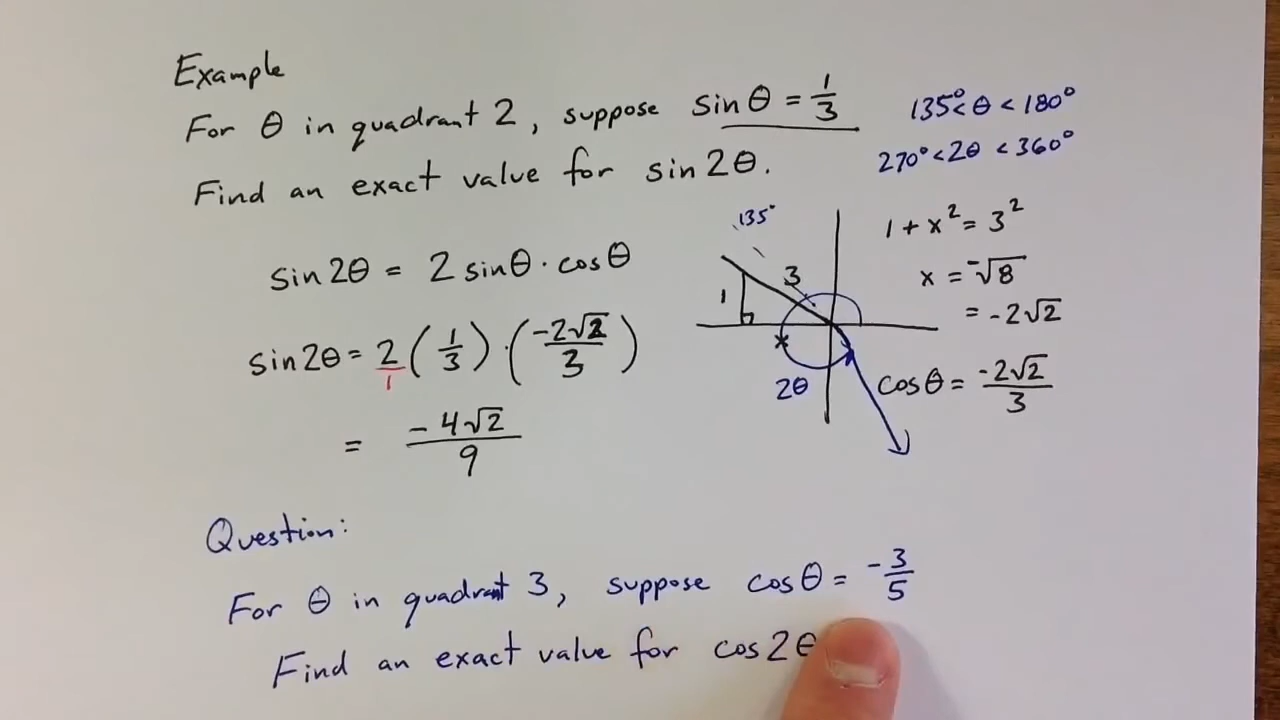 Example
For θ in quadrant 2, suppose sin θ = 1/3
135° < θ < 180°
270° < 2θ < 360°
Find an exact value for sin 2θ.
135°
1 + x² = 3²
sin 2θ = 2 sin θ · cos θ
3
1
x = -√8
= -2√2
sin 2θ = 2/1 (1/3) · (-2√2/3)
2θ
cos θ = -2√2/3
= -4√2/9
Question:
For θ in quadrant 3, suppose cos θ = -3/5
Find an exact value for cos 2θ